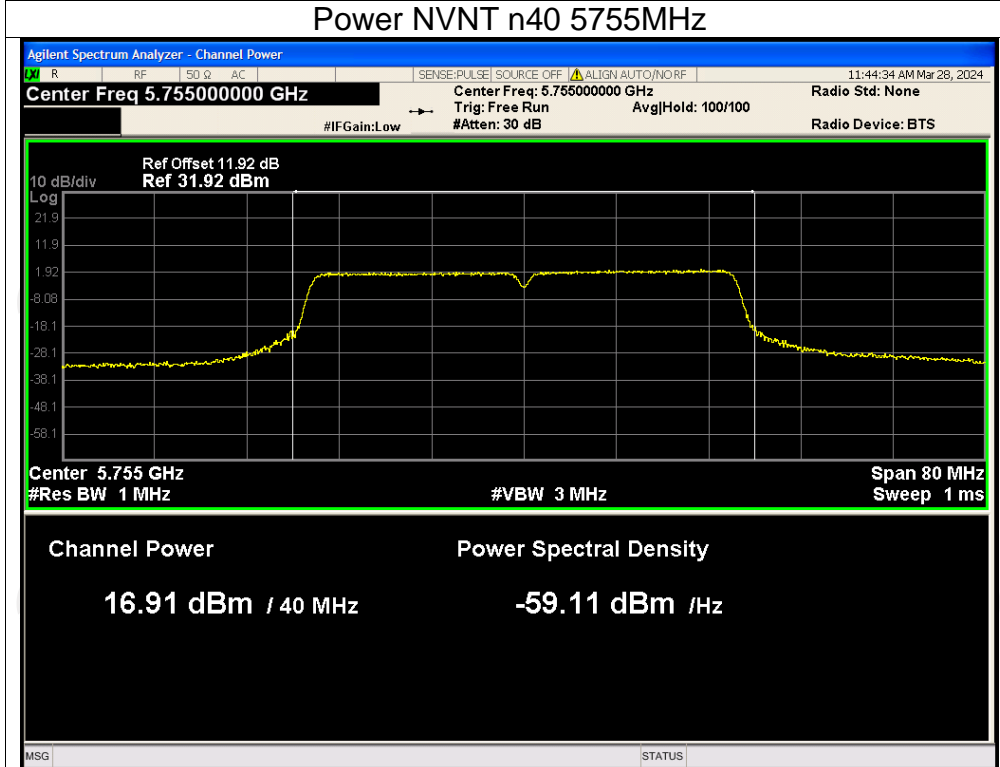 Power NVNT n40 5755MHz
Agilent Spectrum Analyzer - Channel Power
LXI R RF 50 Ω AC SENSE:PULSE SOURCE OFF ALIGN AUTO/NO RF 11:44:34 AM Mar 28, 2024
Center Freq 5.755000000 GHz
Center Freq: 5.755000000 GHz Radio Std: None
Trig: Free Run Avg|Hold: 100/100
#IFGain:Low #Atten: 30 dB Radio Device: BTS
Ref Offset 11.92 dB
10 dB/div Ref 31.92 dBm
Log
21.9
11.9
1.92
-8.08
-18.1
-28.1
-38.1
-48.1
-58.1
Center 5.755 GHz Span 80 MHz
#Res BW 1 MHz #VBW 3 MHz Sweep 1 ms
Channel Power Power Spectral Density
16.91 dBm / 40 MHz -59.11 dBm /Hz
MSG STATUS